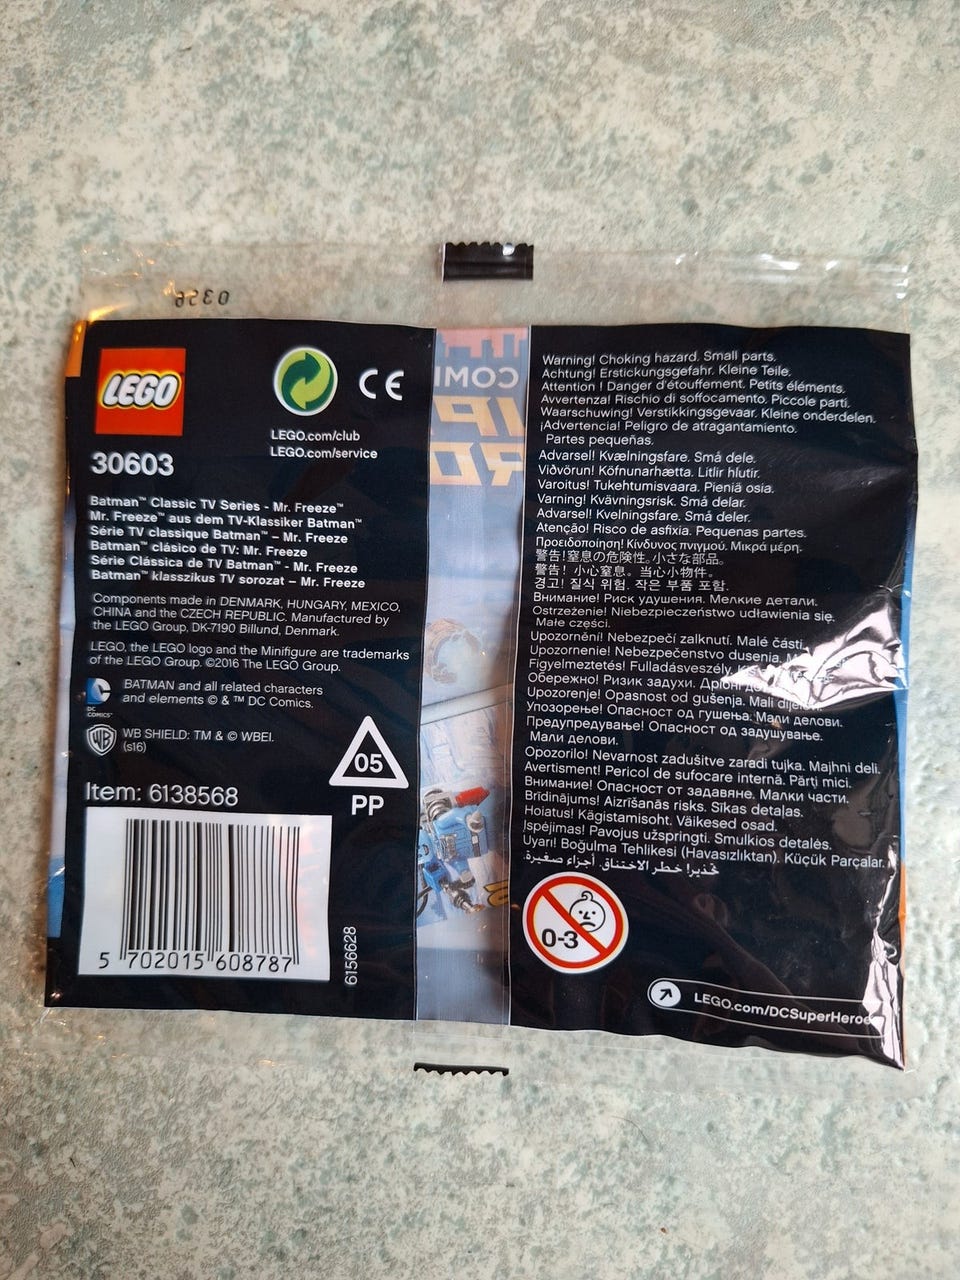 LEGO
30603
LEGO.com/club
LEGO.com/service
CE
Batman™ Classic TV Series - Mr. Freeze™
Mr. Freeze™ aus dem TV-Klassiker Batman™
Série TV classique Batman™ – Mr. Freeze
Batman™ clásico de TV: Mr. Freeze
Série Clássica de TV Batman™ - Mr. Freeze
Batman™ klasszikus TV sorozat – Mr. Freeze
Components made in DENMARK, HUNGARY, MEXICO,
CHINA and the CZECH REPUBLIC. Manufactured by
the LEGO Group, DK-7190 Billund, Denmark.
LEGO, the LEGO logo and the Minifigure are trademarks
of the LEGO Group. ©2016 The LEGO Group.
DC
COMICS™
BATMAN and all related characters
and elements © & ™ DC Comics.
WB
WB SHIELD: TM & © WBEI.
(s16)
05
PP
Item: 6138568
5 702015 608787
6156628
0326
Warning! Choking hazard. Small parts.
Achtung! Erstickungsgefahr. Kleine Teile.
Attention ! Danger d'étouffement. Petits éléments.
Avvertenza! Rischio di soffocamento. Piccole parti.
Waarschuwing! Verstikkingsgevaar. Kleine onderdelen.
¡Advertencia! Peligro de atragantamiento.
Partes pequeñas.
Advarsel! Kvælningsfare. Små dele.
Viðvörun! Köfnunarhætta. Litlir hlutir.
Varoitus! Tukehtumisvaara. Pieniä osia.
Varning! Kvävningsrisk. Små delar.
Advarsel! Kvelningsfare. Små deler.
Atenção! Risco de asfixia. Pequenas partes.
Προειδοποίηση! Κίνδυνος πνιγμού. Μικρά μέρη.
警告!窒息の危険性。小さな部品。
警告! 小心窒息。当心小物件。
경고! 질식 위험. 작은 부품 포함.
Внимание! Риск удушения. Мелкие детали.
Ostrzeżenie! Niebezpieczeństwo udławienia się.
Małe części.
Upozornění! Nebezpečí zalknutí. Malé části.
Upozornenie! Nebezpečenstvo dusenia.
Figyelmeztetés! Fulladásveszély.
Обережно! Ризик задухи. Дрібні
Upozorenje! Opasnost od gušenja. Mali
Упозорење! Опасност од гушења. Мали делови.
Предупредување! Опасност од задушување.
Мали делови.
Opozorilo! Nevarnost zadušitve zaradi tujka. Majhni deli.
Avertisment! Pericol de sufocare internă. Părți mici.
Внимание! Опасност от задавяне. Малки части.
Brīdinājums! Aizrīšanās risks. Sīkas detaļas.
Hoiatus! Kägistamisoht. Väikesed osad.
Įspėjimas! Pavojus užspringti. Smulkios detalės.
Uyarı! Boğulma Tehlikesi (Havasızlıktan). Küçük Parçalar.
تحذير! خطر الاختناق. أجزاء صغيرة.
0-3
LEGO.com/DCSuperHeroe